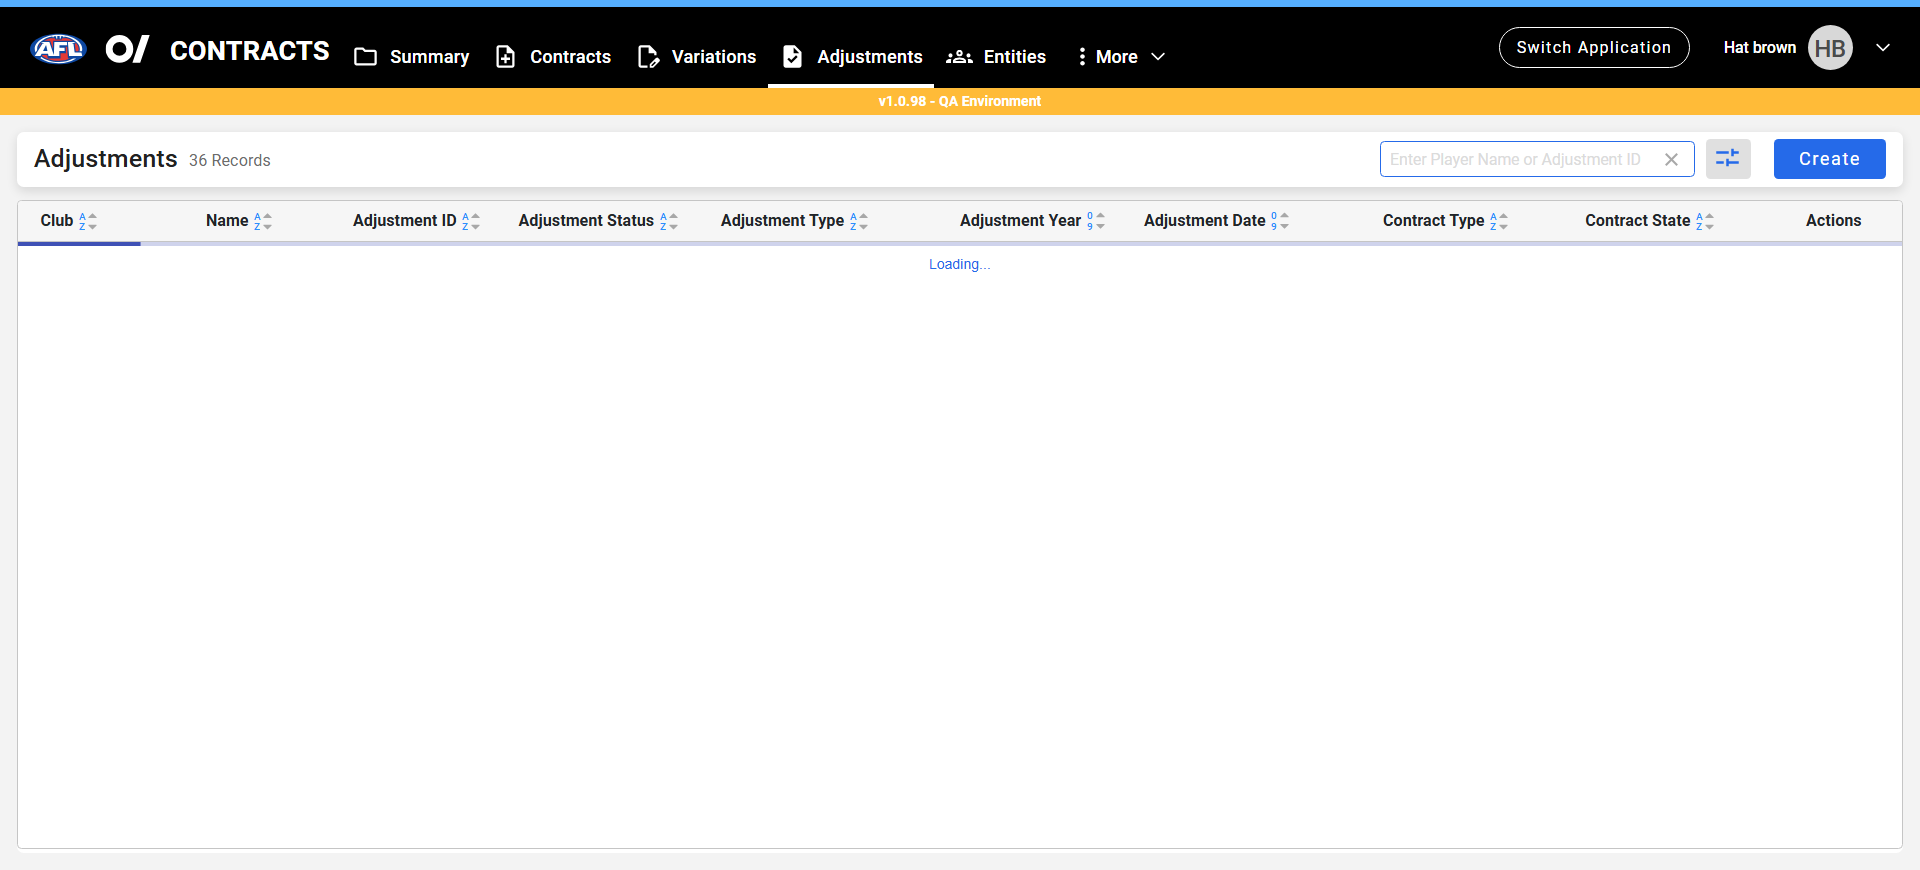 AFL O/ CONTRACTS Summary Contracts Variations Adjustments Entities More Switch Application Hat brown HB
v1.0.98 - QA Environment
Adjustments 36 Records Enter Player Name or Adjustment ID Create
Club Name Adjustment ID Adjustment Status Adjustment Type Adjustment Year Adjustment Date Contract Type Contract State Actions
Loading...